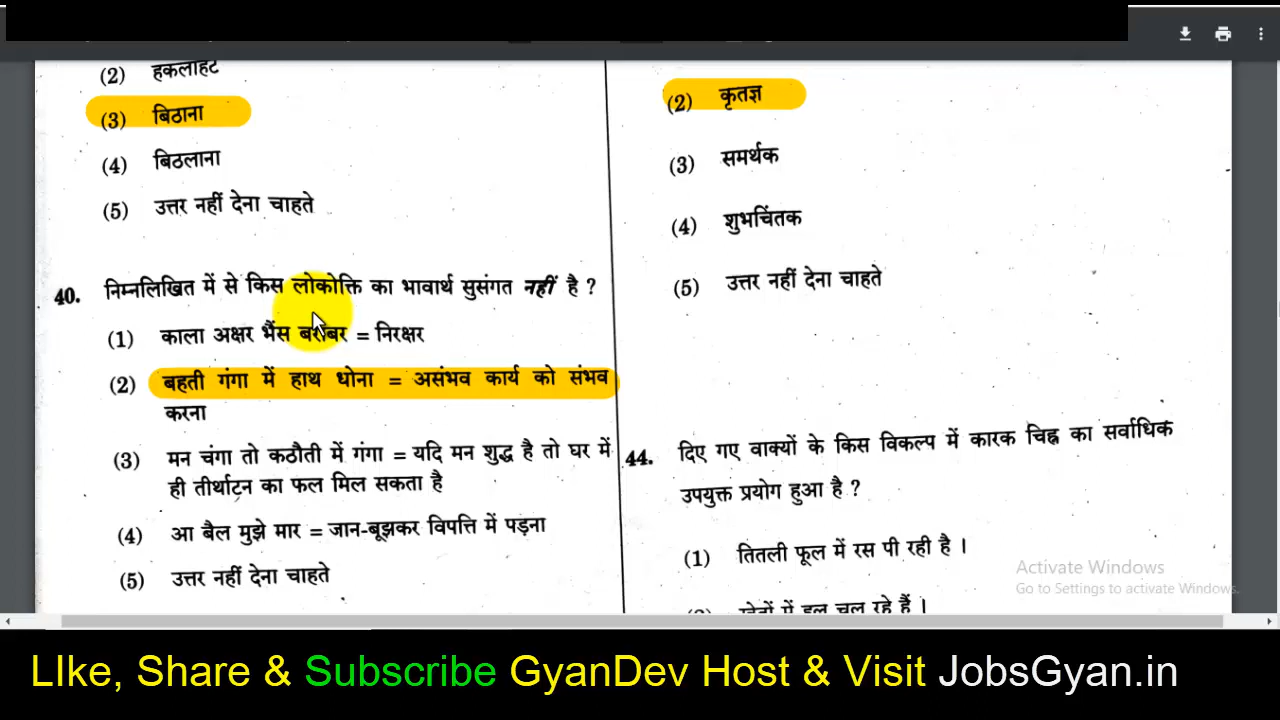 (2) हकलाहट
(3) बिठाना
(4) बिठलाना
(5) उत्तर नहीं देना चाहते
40. निम्नलिखित में से किस लोकोक्ति का भावार्थ सुसंगत नहीं है ?
(1) काला अक्षर भैंस बराबर = निरक्षर
(2) बहती गंगा में हाथ धोना = असंभव कार्य को संभव
करना
(3) मन चंगा तो कठौती में गंगा = यदि मन शुद्ध है तो घर में
ही तीर्थाटन का फल मिल सकता है
(4) आ बैल मुझे मार = जान-बूझकर विपत्ति में पड़ना
(5) उत्तर नहीं देना चाहते
(2) कृतज्ञ
(3) समर्थक
(4) शुभचिंतक
(5) उत्तर नहीं देना चाहते
44. दिए गए वाक्यों के किस विकल्प में कारक चिह्न का सर्वाधिक
उपयुक्त प्रयोग हुआ है ?
(1) तितली फूल में रस पी रही है ।
(2) खेतों में हल चल रहे हैं ।
Activate Windows
Go to Settings to activate Windows.
LIke, Share & Subscribe GyanDev Host & Visit JobsGyan.in